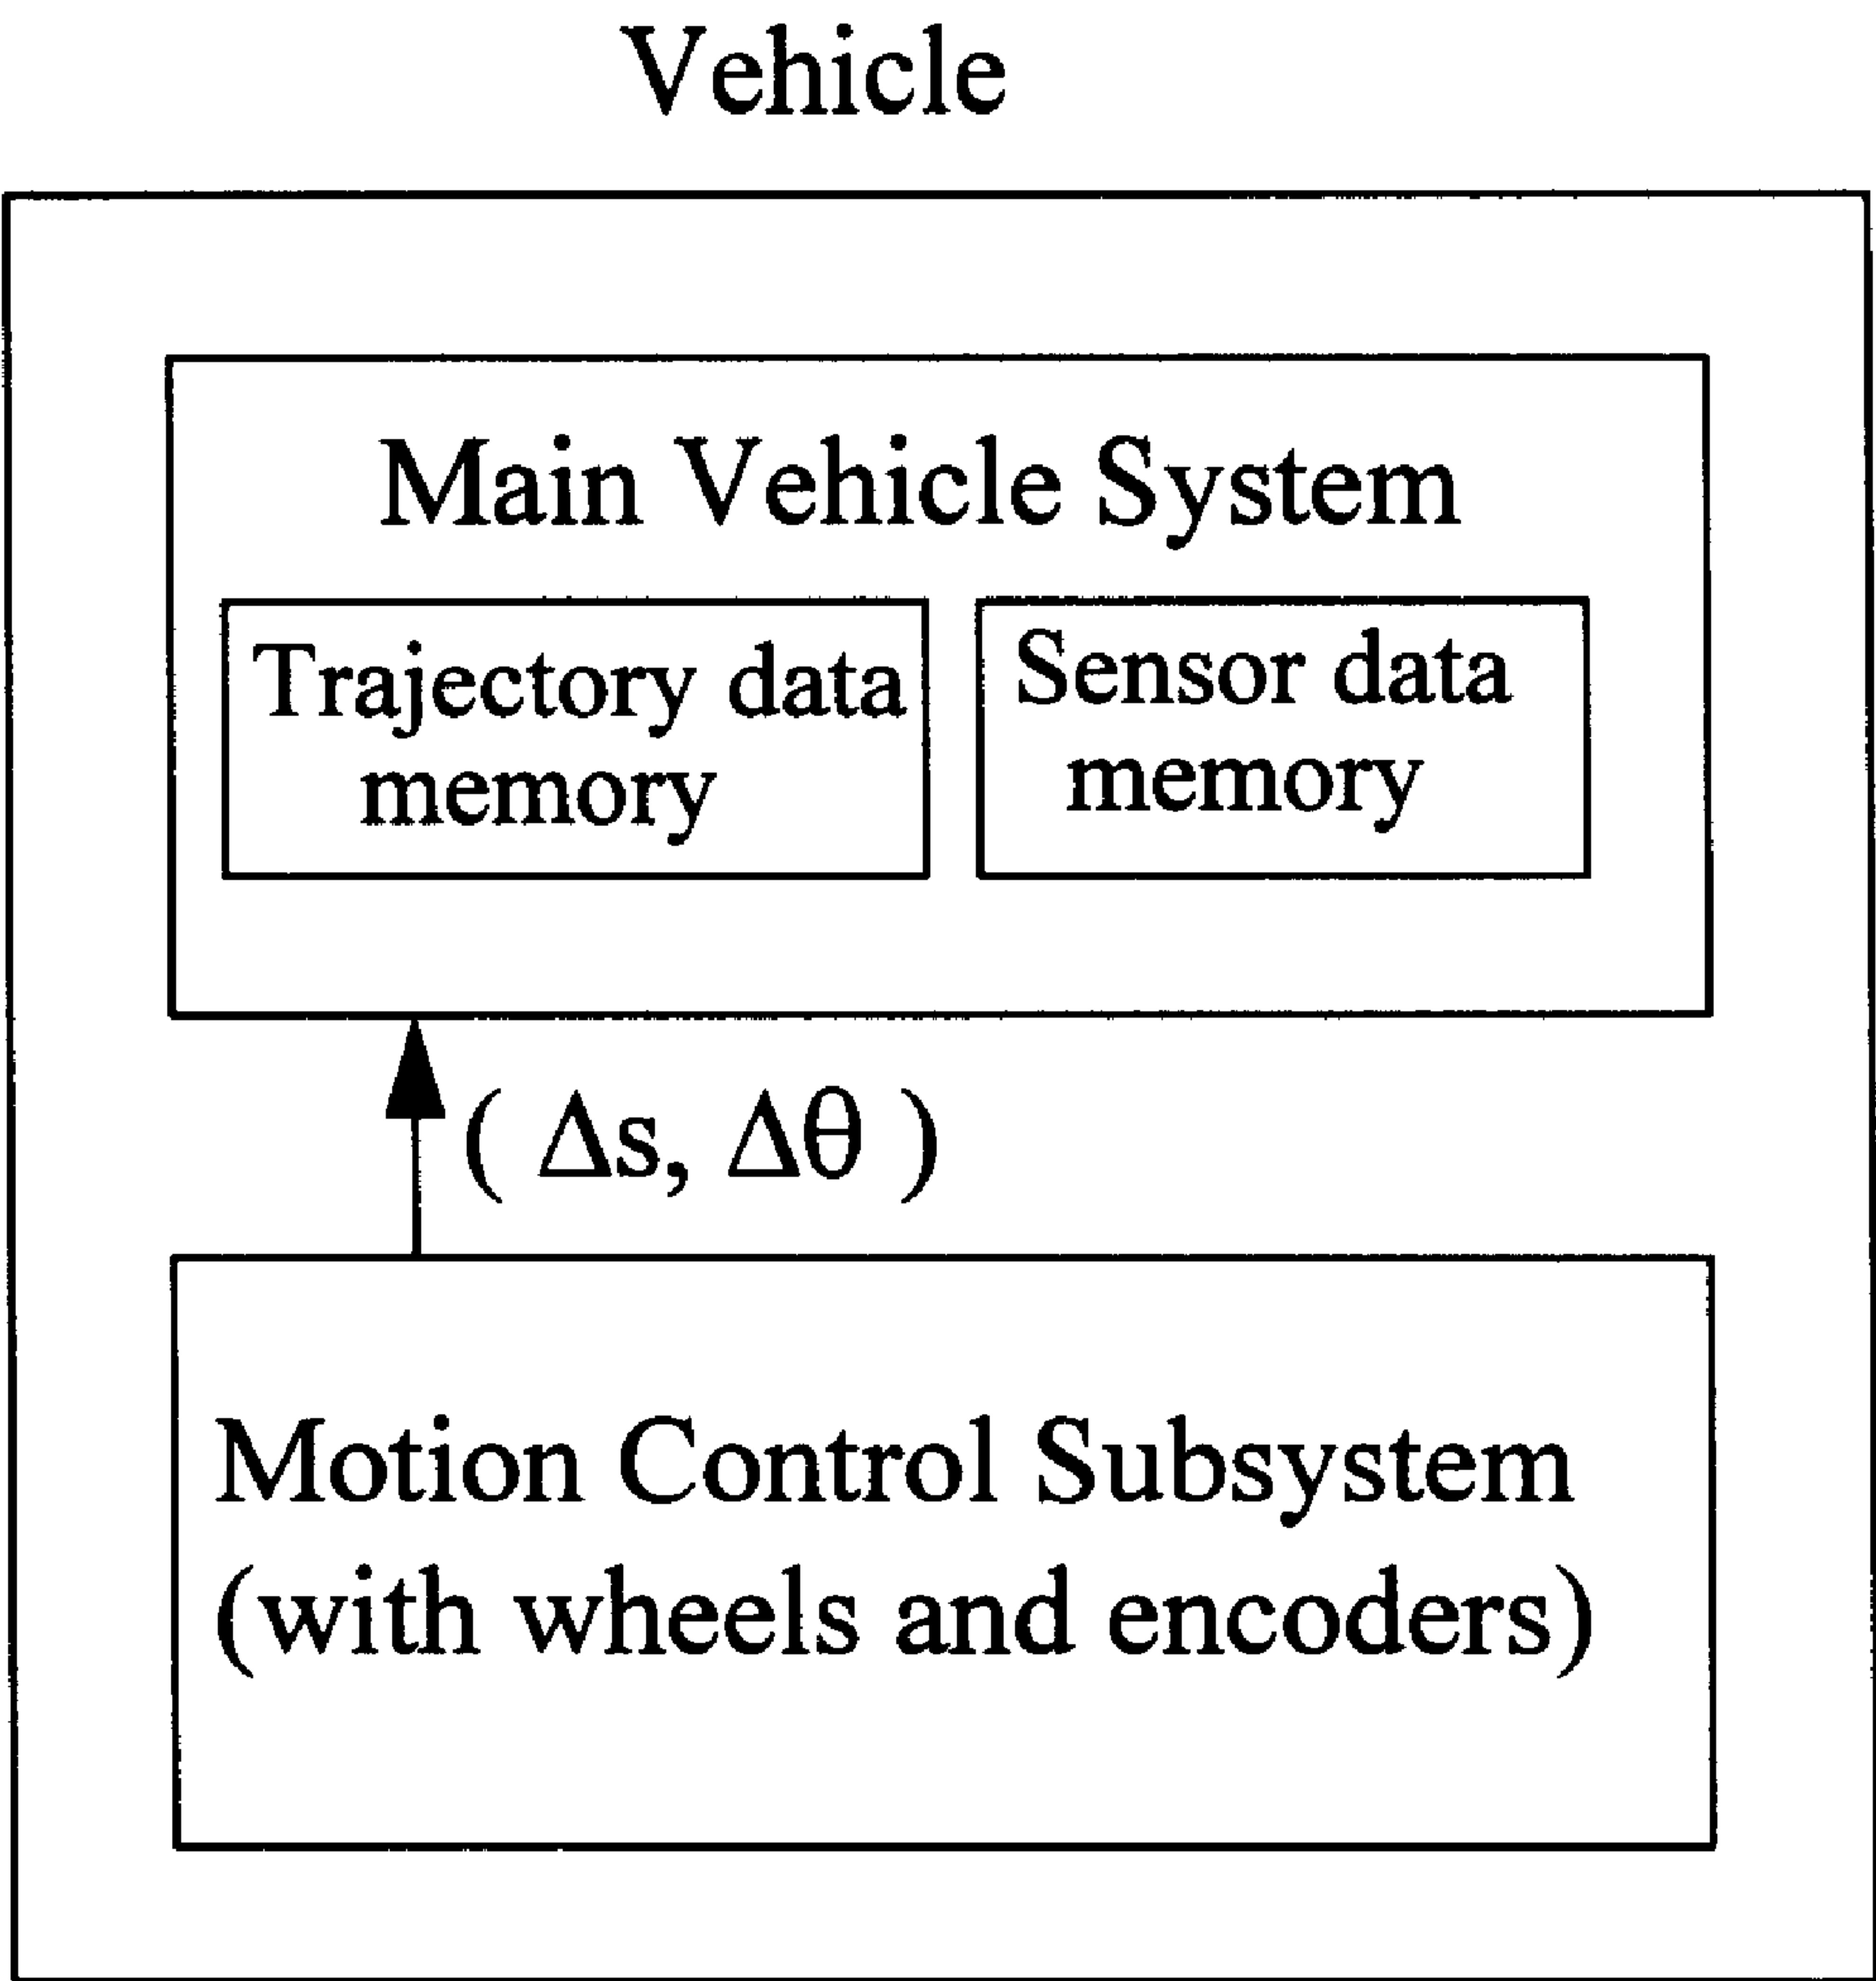 Vehicle
Main Vehicle System
Trajectory data
memory
Sensor data
memory
( Δs, Δθ )
Motion Control Subsystem
(with wheels and encoders)